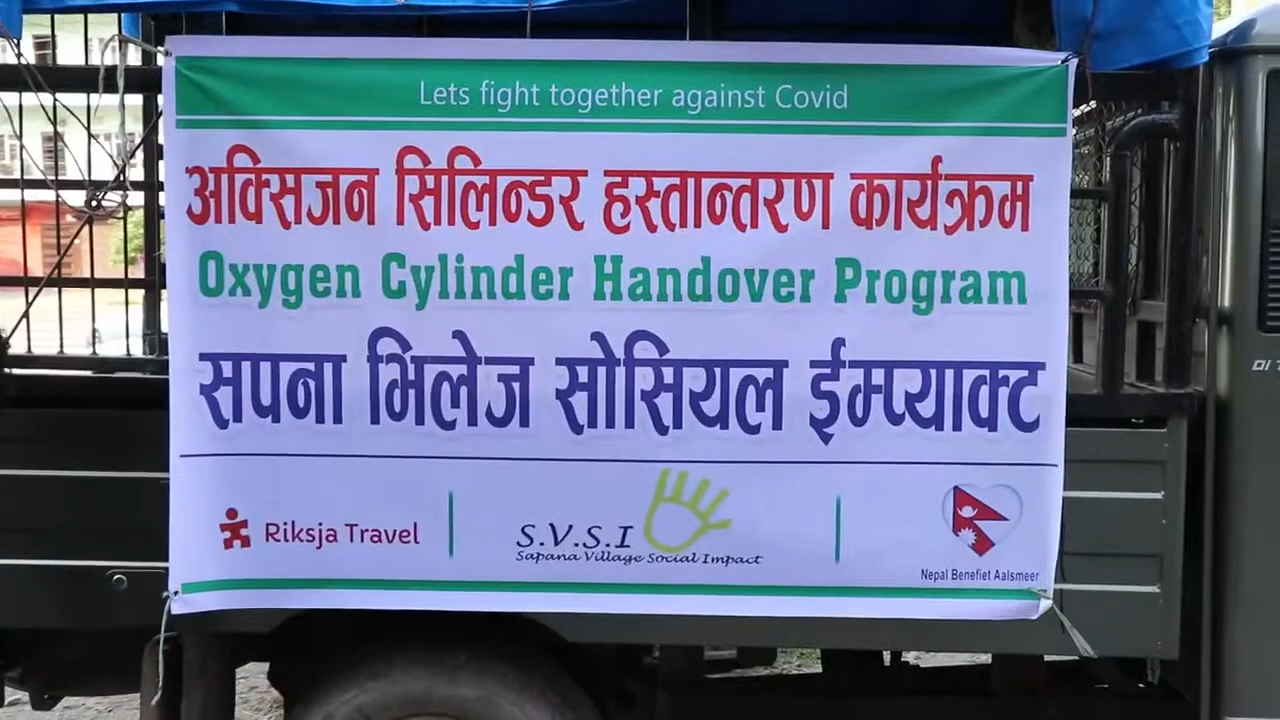 Lets fight together against Covid
अक्सिजन सिलिन्डर हस्तान्तरण कार्यक्रम
Oxygen Cylinder Handover Program
सपना भिलेज सोसियल ईम्प्याक्ट
Riksja Travel
S.V.S.I
Sapana Village Social Impact
Nepal Benefiet Aalsmeer